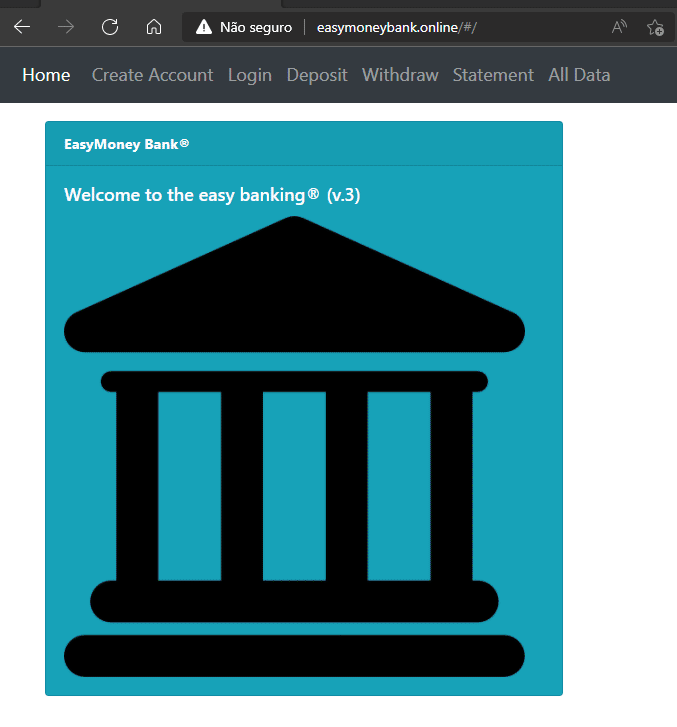 Não seguro easymoneybank.online/#/
Home Create Account Login Deposit Withdraw Statement All Data
EasyMoney Bank®
Welcome to the easy banking® (v.3)